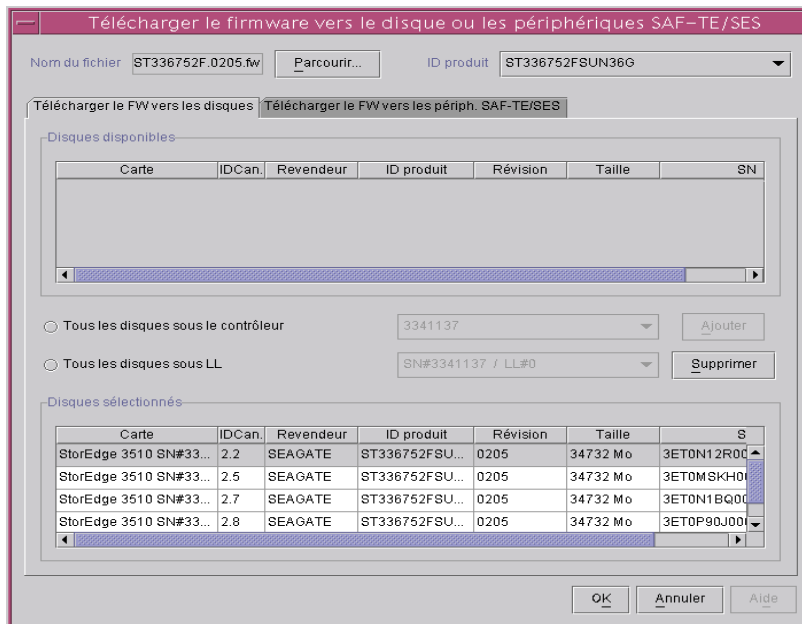 Télécharger le firmware vers le disque ou les périphériques SAF-TE/SES
Nom du fichier ST336752F.0205.fw Parcourir... ID produit ST336752FSUN36G
Télécharger le FW vers les disques Télécharger le FW vers les périph. SAF-TE/SES
Disques disponibles
Carte IDCan. Revendeur ID produit Révision Taille SN
Tous les disques sous le contrôleur 3341137 Ajouter
Tous les disques sous LL SN#3341137 / LL#0 Supprimer
Disques sélectionnés
Carte IDCan. Revendeur ID produit Révision Taille S
StorEdge 3510 SN#33... 2.2 SEAGATE ST336752FSU... 0205 34732 Mo 3ET0N12R00
StorEdge 3510 SN#33... 2.5 SEAGATE ST336752FSU... 0205 34732 Mo 3ET0MSKH0
StorEdge 3510 SN#33... 2.7 SEAGATE ST336752FSU... 0205 34732 Mo 3ET0N1BQ00
StorEdge 3510 SN#33... 2.8 SEAGATE ST336752FSU... 0205 34732 Mo 3ET0P90J00
OK Annuler Aide